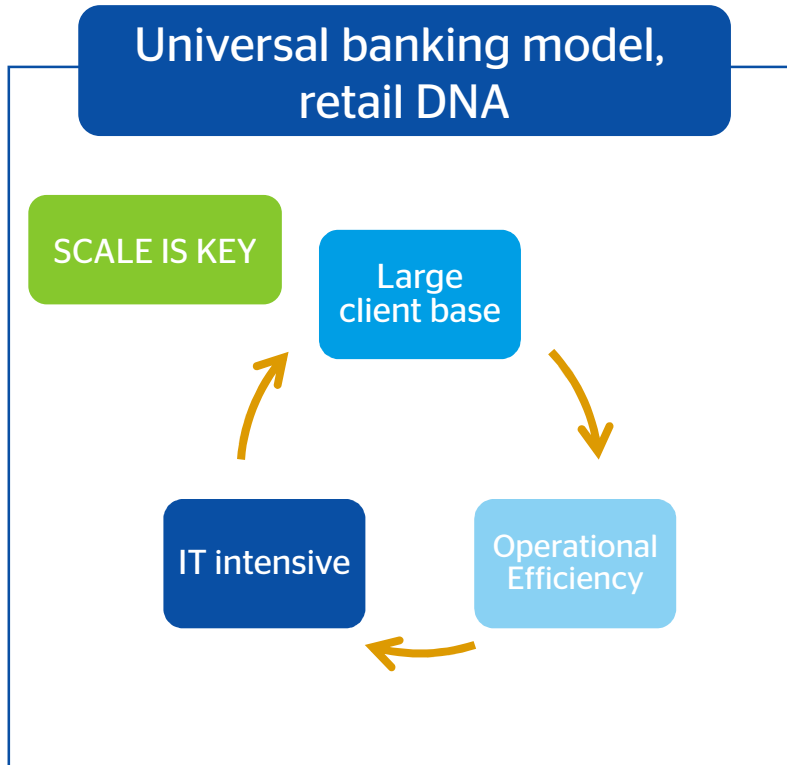 Universal banking model,
retail DNA
SCALE IS KEY
Large
client base
IT intensive
Operational
Efficiency